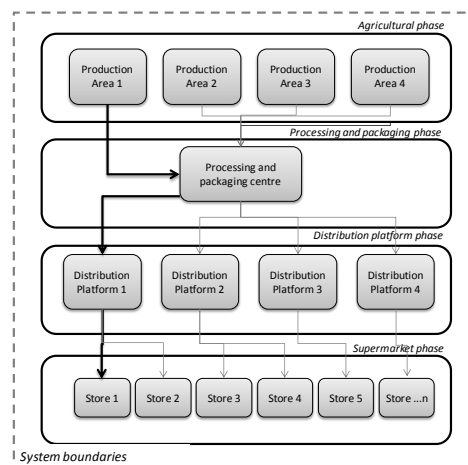 Agricultural phase
Production
Area 1
Production
Area 2
Production
Area 3
Production
Area 4
Processing and packaging phase
Processing and
packaging centre
Distribution platform phase
Distribution
Platform 1
Distribution
Platform 2
Distribution
Platform 3
Distribution
Platform 4
Supermarket phase
Store 1
Store 2
Store 3
Store 4
Store 5
Store ...n
System boundaries